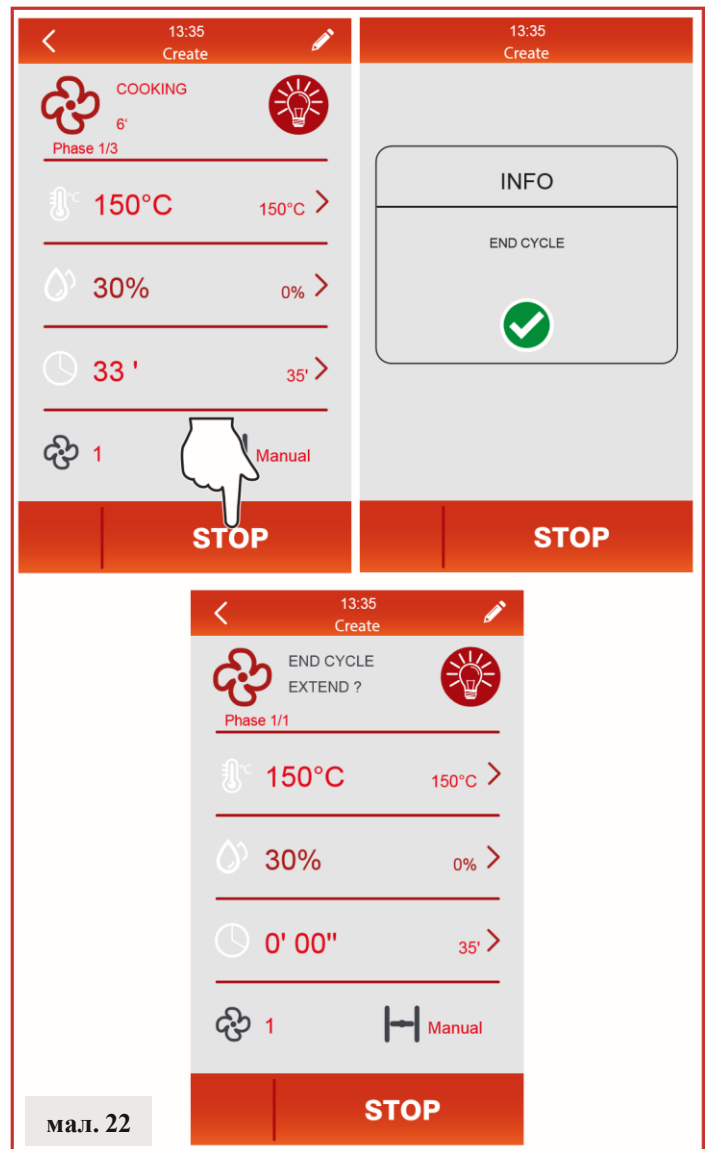 13:35
Create
COOKING
6'
Phase 1/3
°C
150°C 150°C
30% 0%
33 ' 35'
1 Manual
STOP
13:35
Create
INFO
END CYCLE
STOP
13:35
Create
END CYCLE
EXTEND ?
Phase 1/1
°C
150°C 150°C
30% 0%
0' 00" 35'
1 Manual
STOP
мал. 22